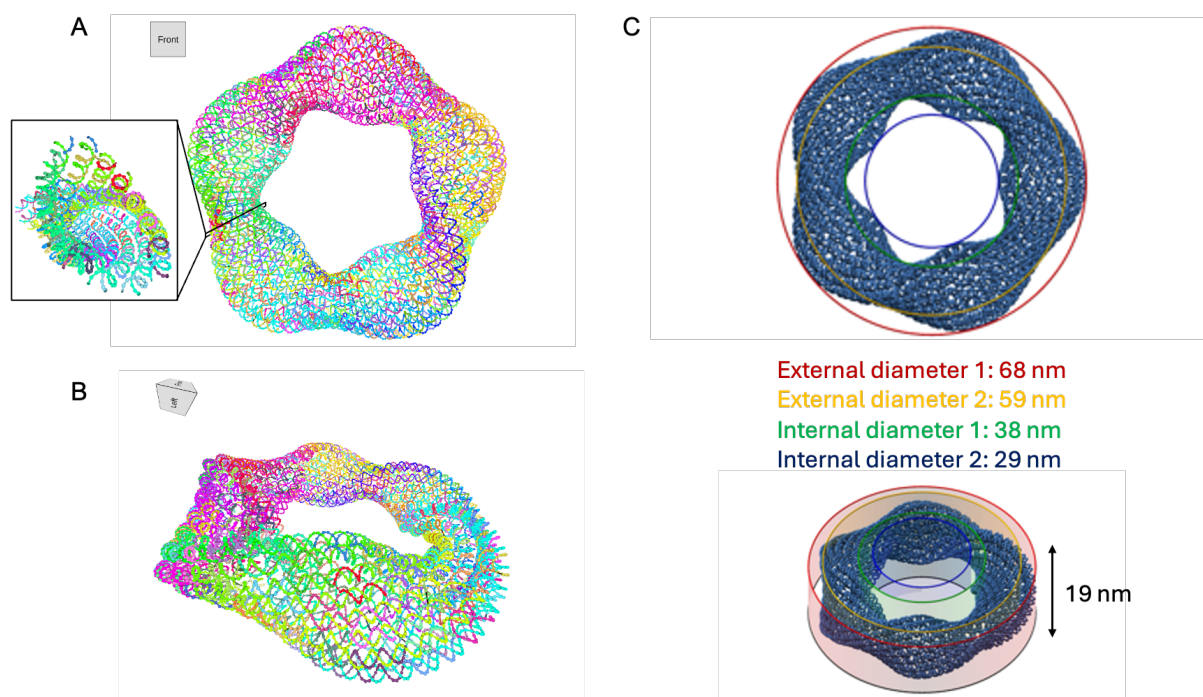 A
Front
B
Left
C
External diameter 1: 68 nm
External diameter 2: 59 nm
Internal diameter 1: 38 nm
Internal diameter 2: 29 nm
19 nm